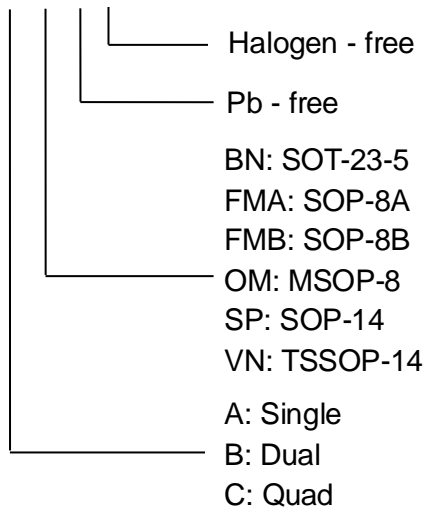 Halogen - free
Pb - free
BN: SOT-23-5
FMA: SOP-8A
FMB: SOP-8B
OM: MSOP-8
SP: SOP-14
VN: TSSOP-14
A: Single
B: Dual
C: Quad